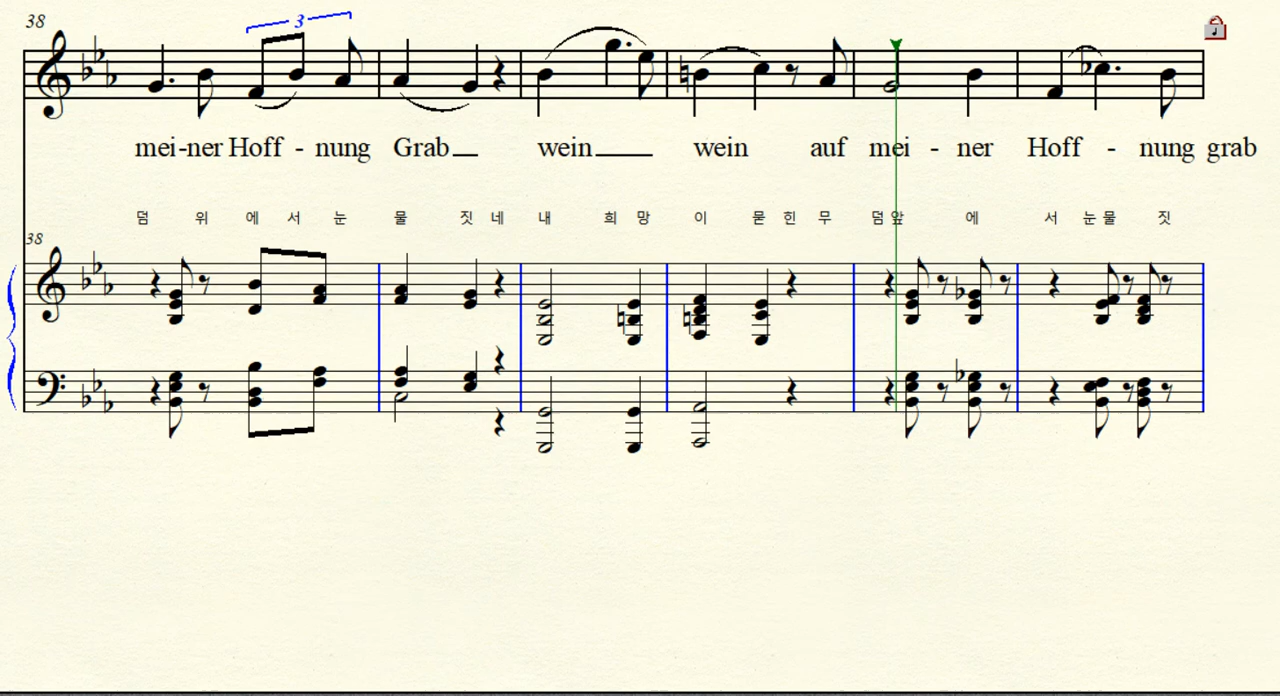 38
3
mei-ner Hoff - nung Grab wein wein auf mei - ner Hoff - nung grab
덤 위 에 서 눈 물 짓 네 내 희 망 이 묻 힌 무 덤 앞 에 서 눈 물 짓
38